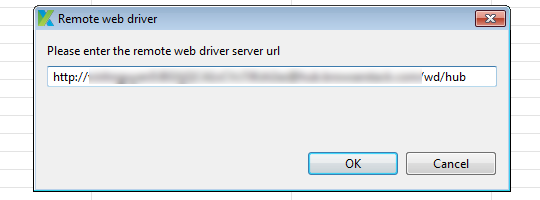 Remote web driver
Please enter the remote web driver server url
http:// /wd/hub
OK
Cancel